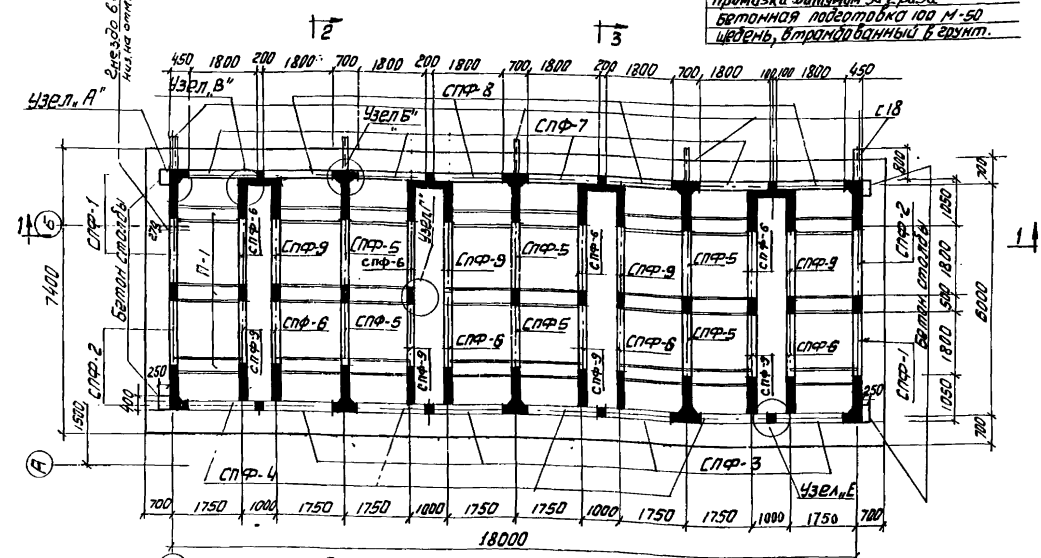 Промазка битумом за 2 раза
Бетонная подготовка 100 М-50
Щебень, втрамбованный в грунт.
2
3
450 1800 200 1800 700 1800 200 1800 700 1800 200 1800 700 1800 100 100 1800 450
Узел „А"
Узел „В"
Узел „Б"
СПФ-8
СПФ-7
с18
500
700
1
Б
СПФ-1
270
Бетон столбы
П-1
СПФ-6
СПФ-9
СПФ-5
СПФ-6
СПФ-9
СПФ-5
СПФ-6
СПФ-9
СПФ-5
СПФ-6
СПФ-9
СПФ-2
Бетон столбы
1050
1800
500
1800
1050
6000
1
7400
СПФ-2
250
400
1500
СПФ-9
СПФ-6
СПФ-5
СПФ-9
СПФ-6
СПФ-5
СПФ-9
СПФ-6
СПФ-5
СПФ-9
СПФ-6
СПФ-1
250
700
А
СПФ-4
СПФ-3
Узел „Е
700 1750 1000 1750 1750 1000 1750 1750 1000 1750 1750 1000 1750 700
18000